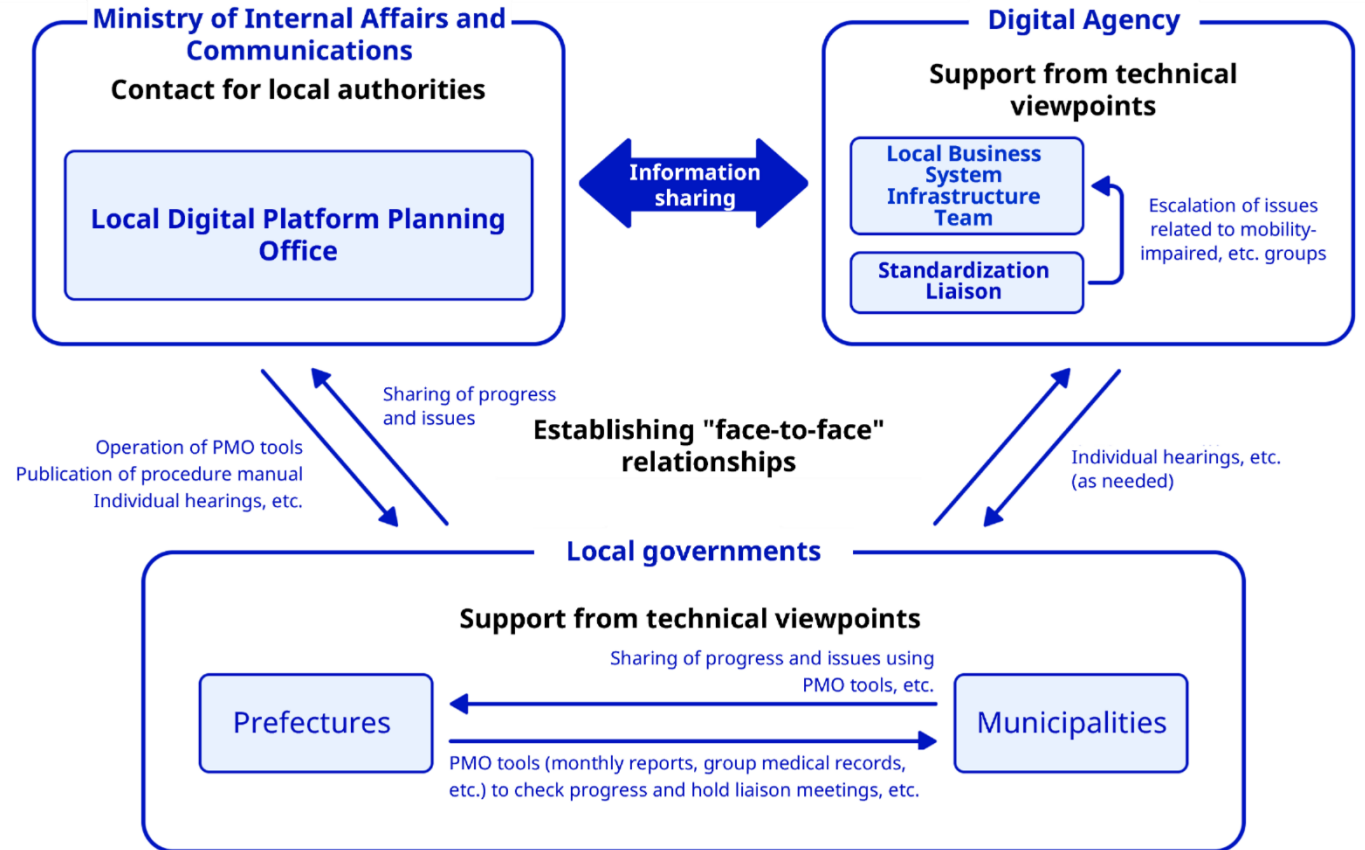 Ministry of Internal Affairs and
Communications
Contact for local authorities
Local Digital Platform Planning
Office
Information
sharing
Digital Agency
Support from technical
viewpoints
Local Business
System
Infrastructure
Team
Standardization
Liaison
Escalation of issues
related to mobility-
impaired, etc. groups
Sharing of progress
and issues
Operation of PMO tools
Publication of procedure manual
Individual hearings, etc.
Establishing "face-to-face"
relationships
Individual hearings, etc.
(as needed)
Local governments
Support from technical viewpoints
Sharing of progress and issues using
PMO tools, etc.
Prefectures
Municipalities
PMO tools (monthly reports, group medical records,
etc.) to check progress and hold liaison meetings, etc.